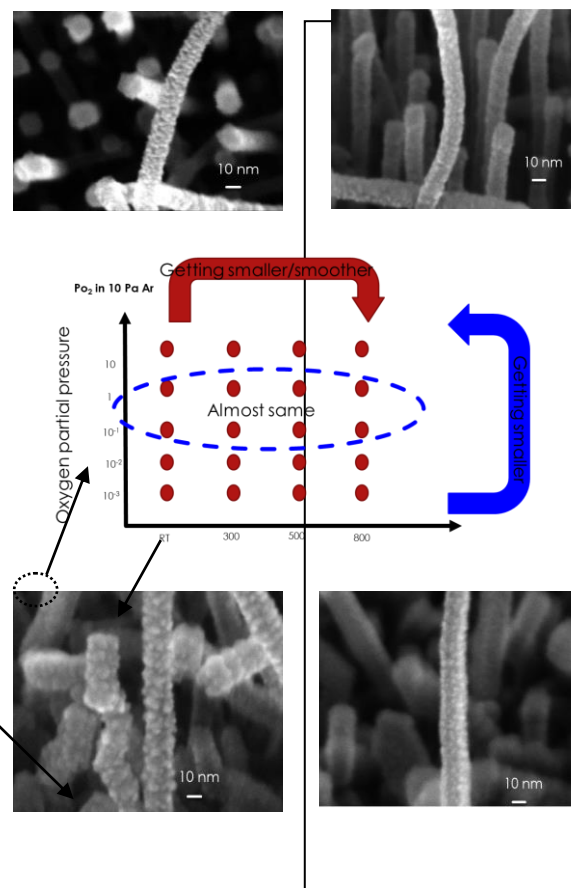 10 nm
10 nm
Getting smaller/smoother
Po₂ in 10 Pa Ar
Oxygen partial pressure
10
1
10⁻¹
10⁻²
10⁻³
Almost same
Getting smaller
RT
300
500
800
10 nm
10 nm